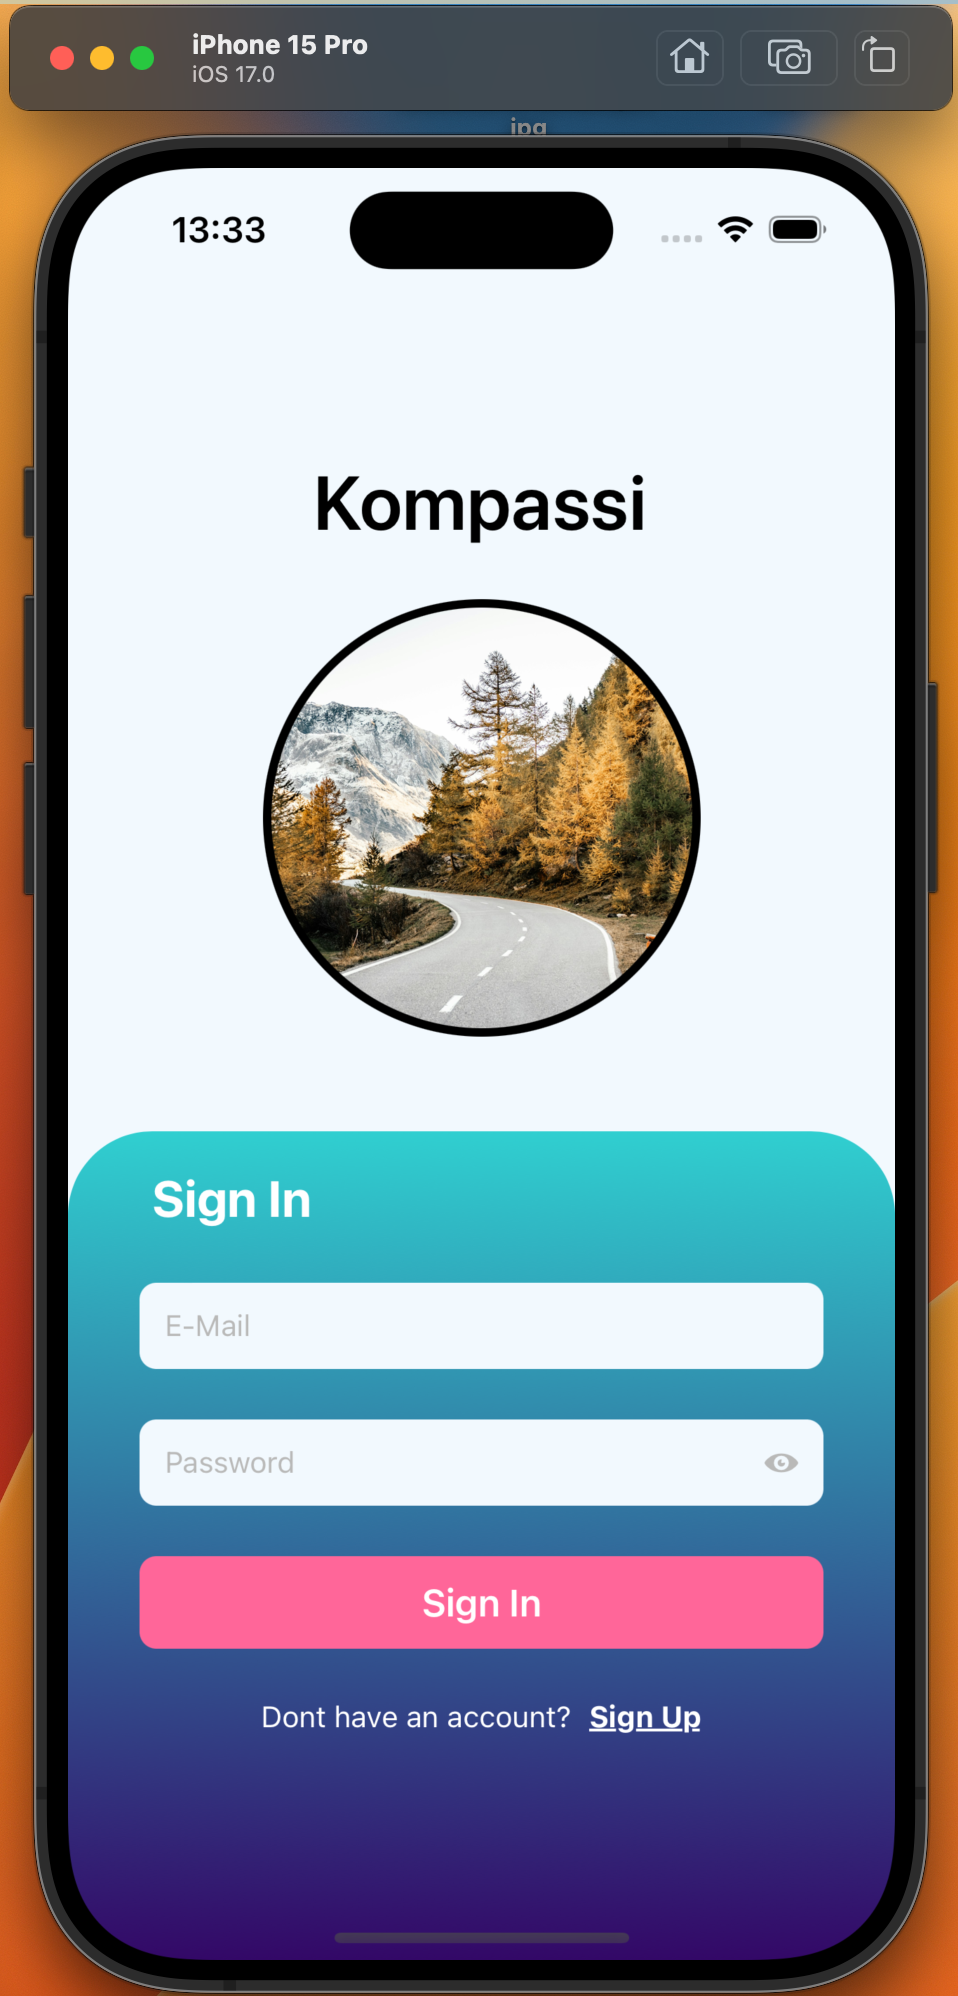 iPhone 15 Pro
iOS 17.0
jpg
13:33
Kompassi
Sign In
E-Mail
Password
Sign In
Dont have an account? Sign Up